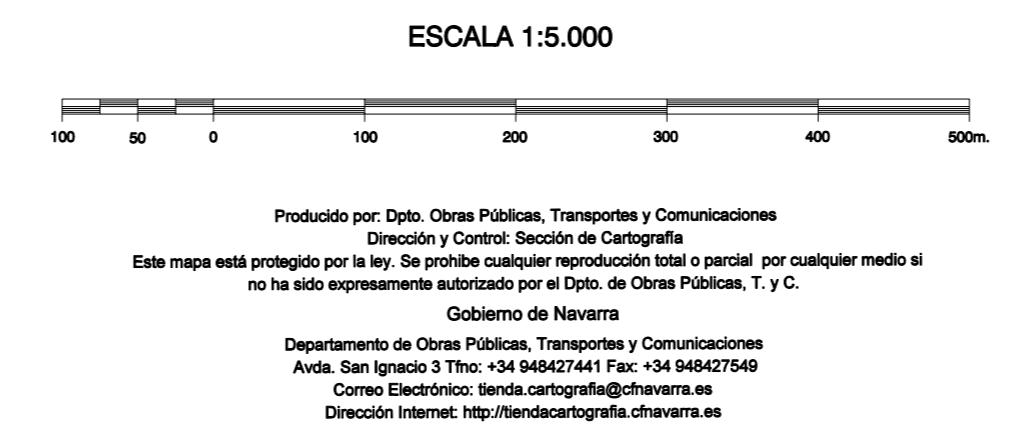 ESCALA 1:5.000
100 50 0 100 200 300 400 500m.
Producido por: Dpto. Obras Públicas, Transportes y Comunicaciones
Dirección y Control: Sección de Cartografía
Este mapa está protegido por la ley. Se prohibe cualquier reproducción total o parcial por cualquier medio si
no ha sido expresamente autorizado por el Dpto. de Obras Públicas, T. y C.
Gobierno de Navarra
Departamento de Obras Públicas, Transportes y Comunicaciones
Avda. San Ignacio 3 Tfno: +34 948427441 Fax: +34 948427549
Correo Electrónico: tienda.cartografia@cfnavarra.es
Dirección Internet: http://tiendacartografia.cfnavarra.es